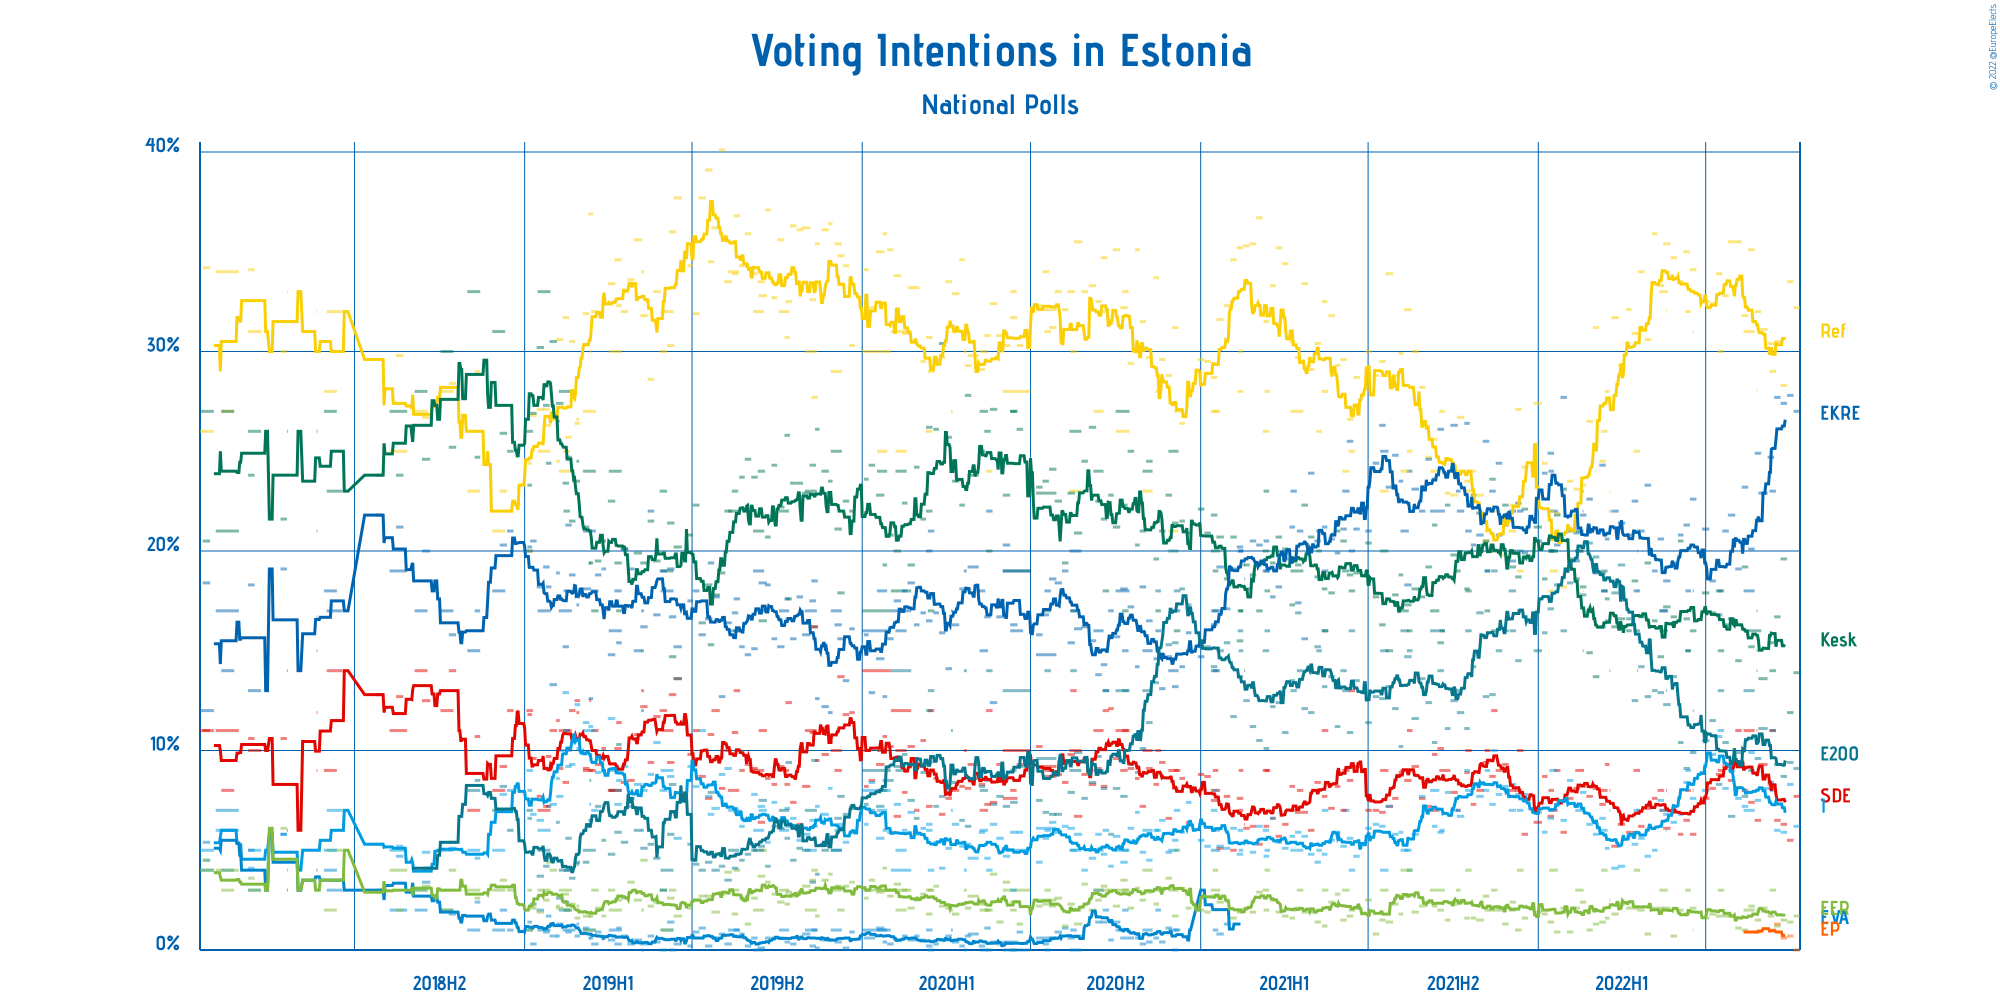 Voting Intentions in Estonia
National Polls
© 2022 @EuropeElects
40%
30%
20%
10%
0%
Ref
EKRE
Kesk
E200
SDE
I
EER
EVA
EP
2018H2
2019H1
2019H2
2020H1
2020H2
2021H1
2021H2
2022H1